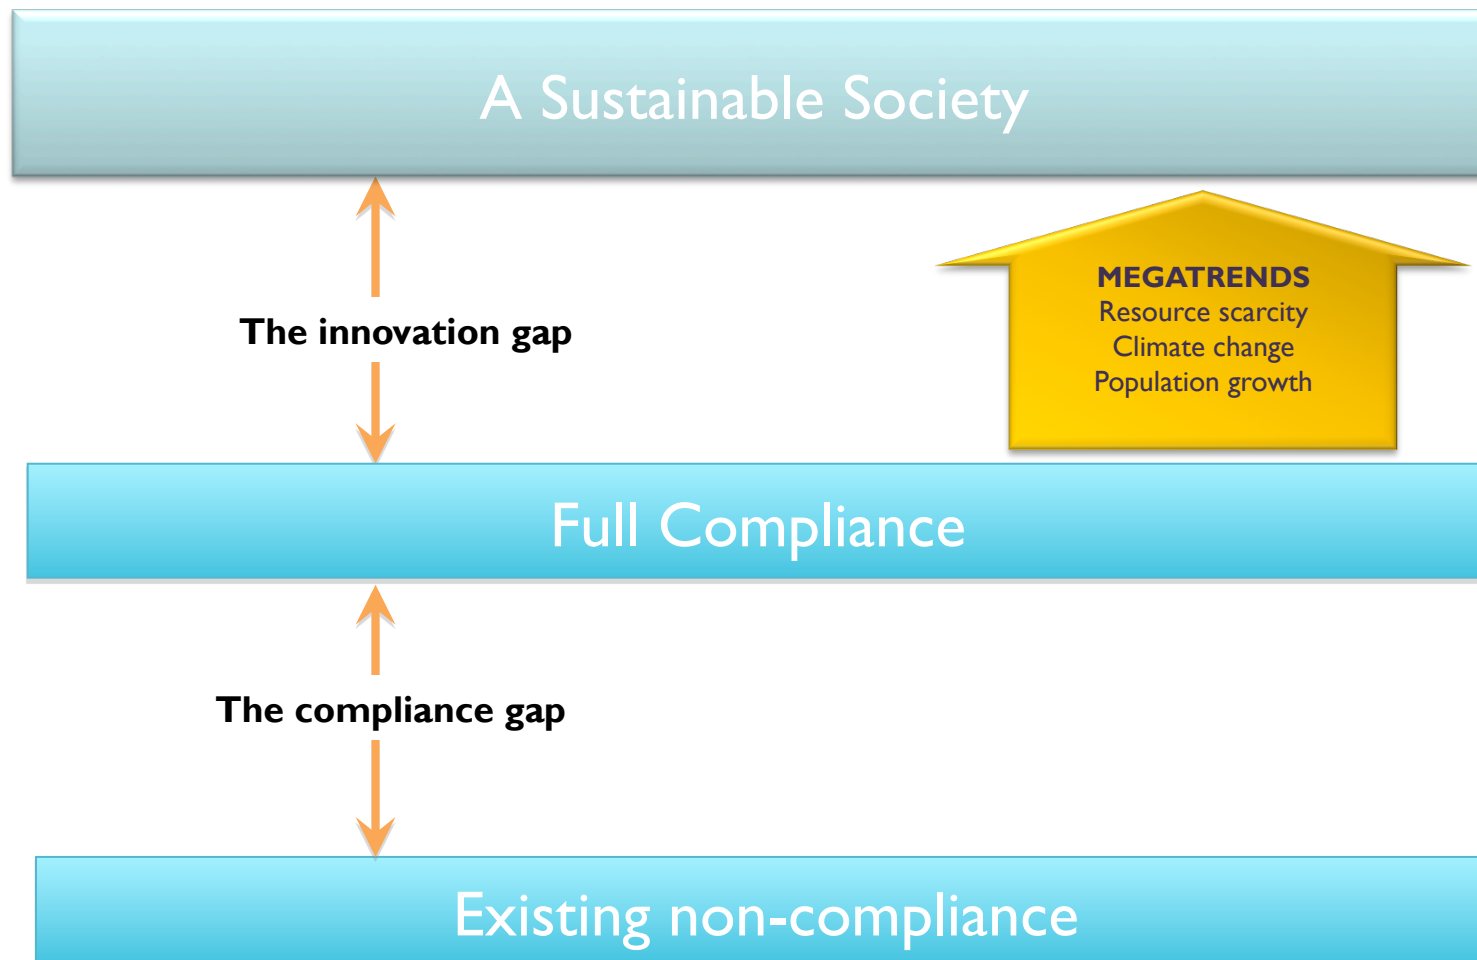 A Sustainable Society
MEGATRENDS
Resource scarcity
Climate change
Population growth
The innovation gap
Full Compliance
The compliance gap
Existing non-compliance